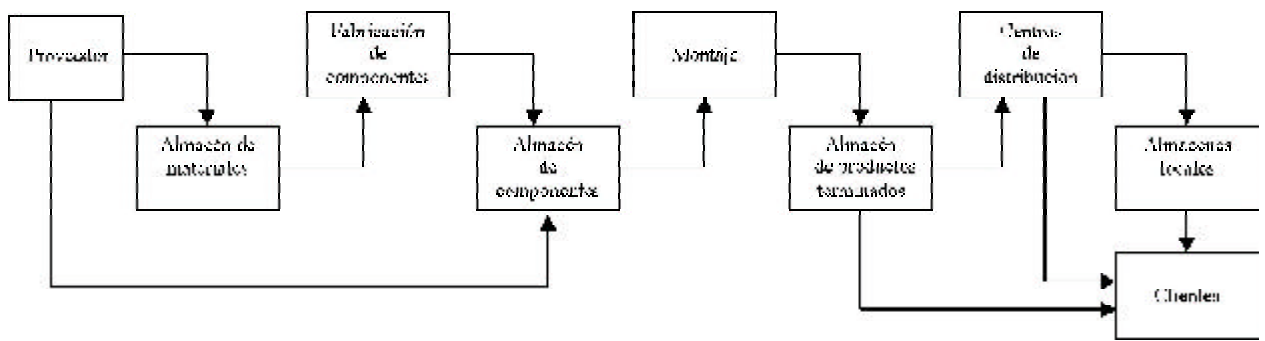 Proveedor
Fabricación
de
componentes
Montaje
Centros
de
distribución
Almacén de
materiales
Almacén
de
componentes
Almacén
de productos
terminados
Almacenes
locales
Clientes